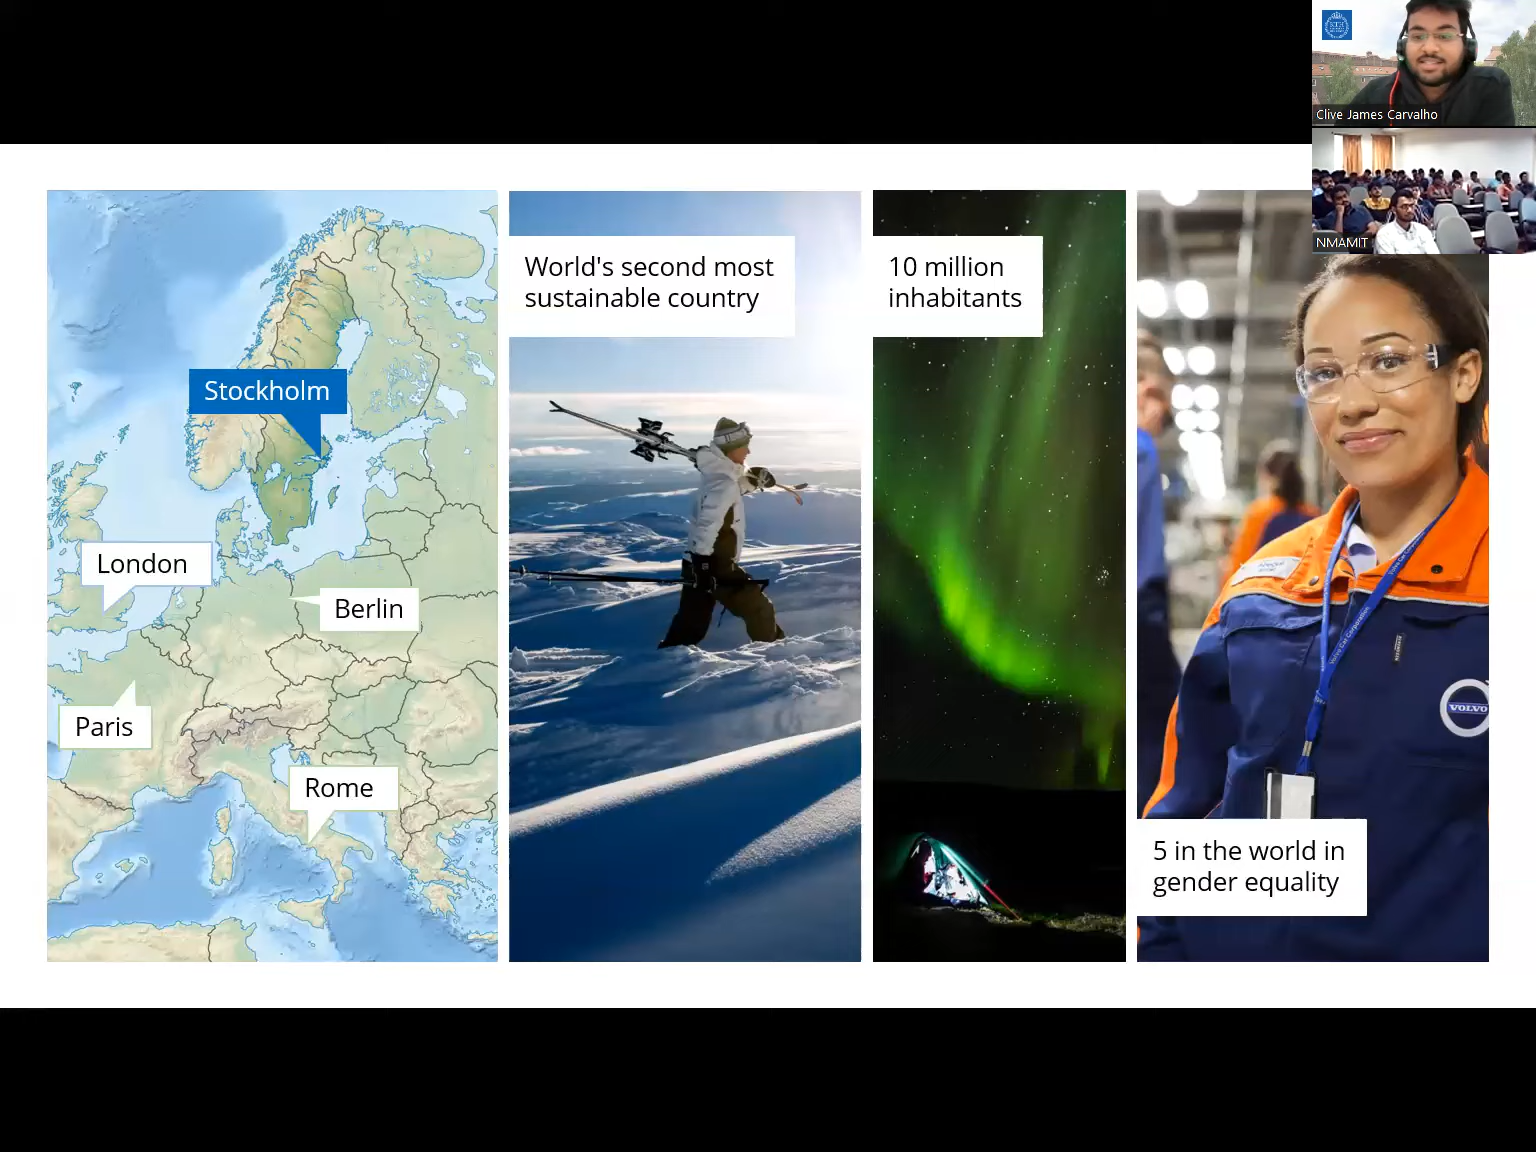 Stockholm
London
Berlin
Paris
Rome
World's second most
sustainable country
10 million
inhabitants
5 in the world in
gender equality
VOLVO
KTH
Clive James Carvalho
NMAMIT